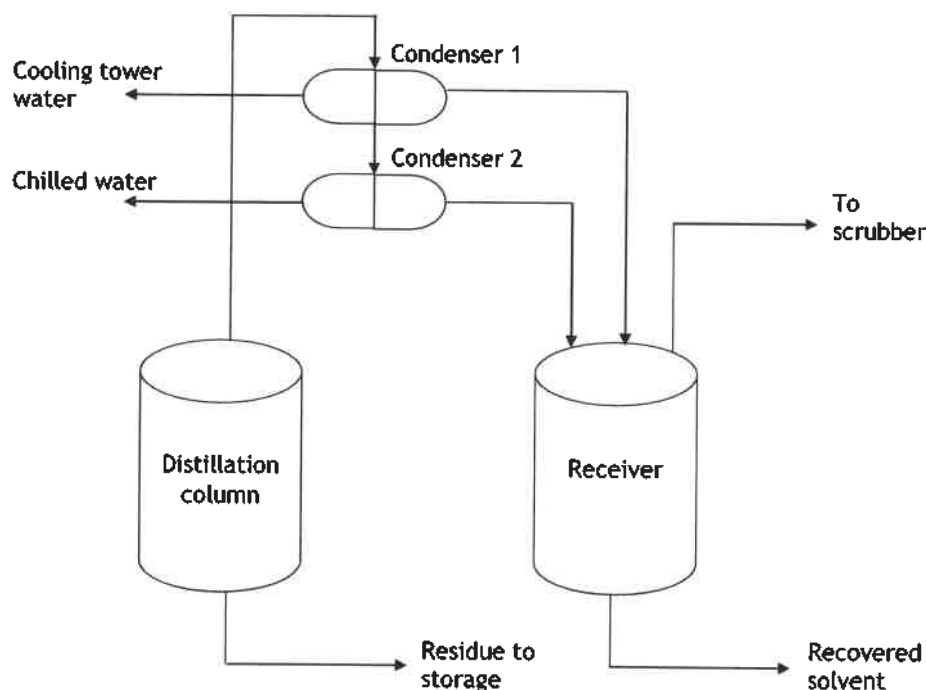 Condenser 1
Cooling tower
water
Condenser 2
Chilled water
To
scrubber
Distillation
column
Receiver
Residue to
storage
Recovered
solvent